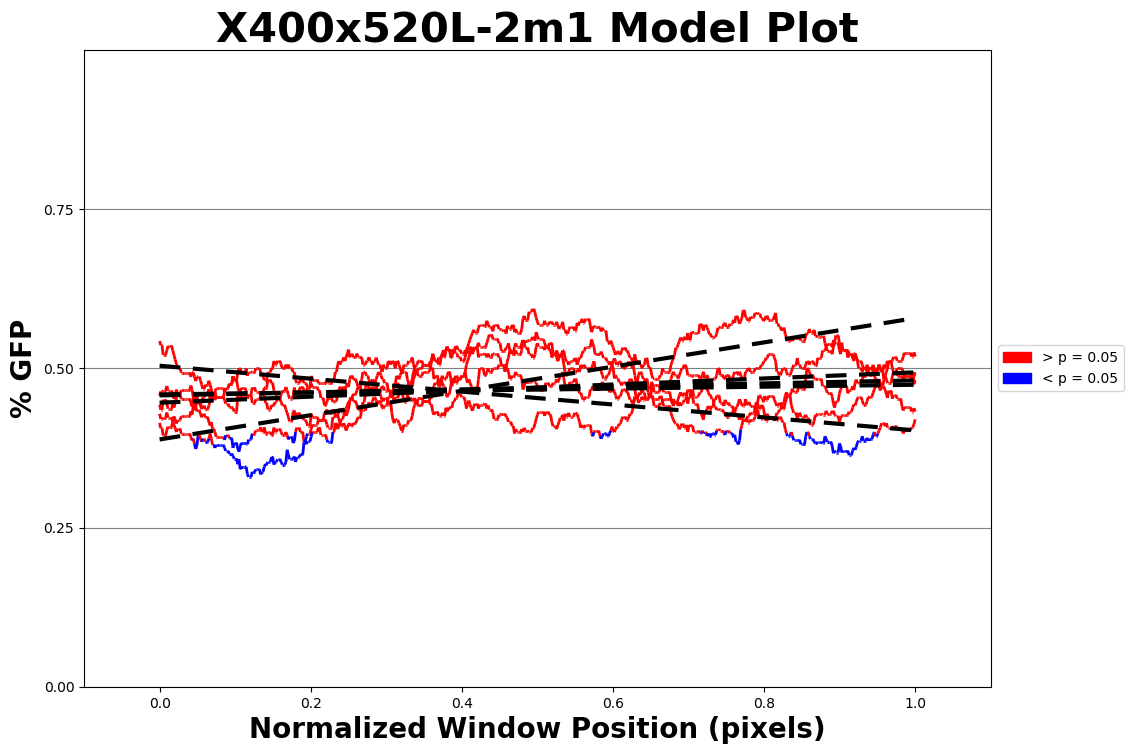 X400x520L-2m1 Model Plot
% GFP
0.75
0.50
0.25
0.00
0.0 0.2 0.4 0.6 0.8 1.0
Normalized Window Position (pixels)
> p = 0.05
< p = 0.05